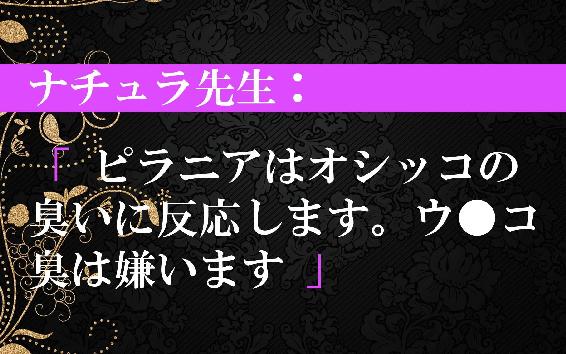 ナチュラ先生：
「 ピラニアはオシッコの
臭いに反応します。ウ●コ
臭は嫌います 」